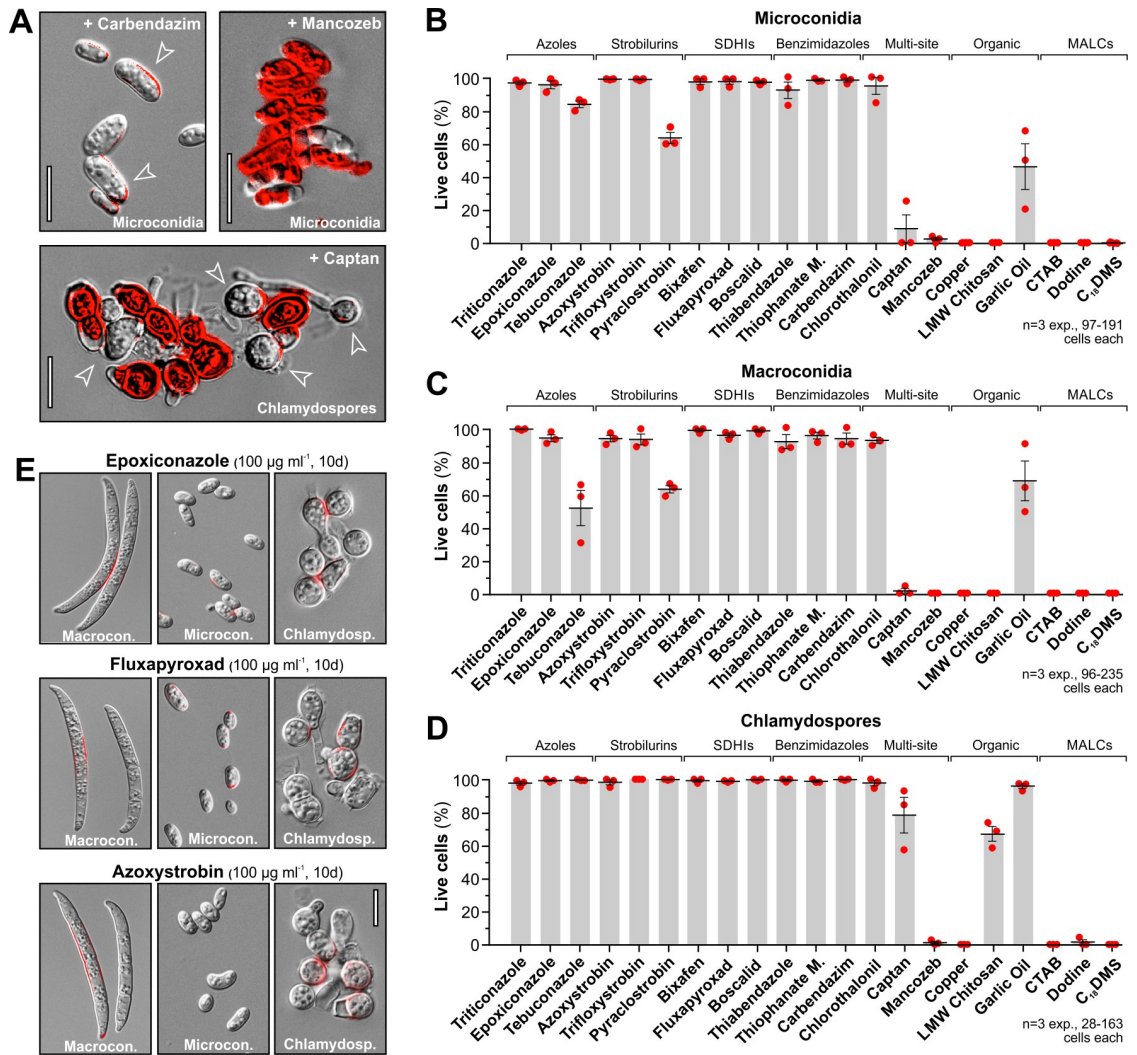 A
+ Carbendazim
Microconidia
+ Mancozeb
Microconidia
+ Captan
Chlamydospores
B
Microconidia
Azoles
Strobilurins
SDHIs
Benzimidazoles
Multi-site
Organic
MALCs
Live cells (%)
100
80
60
40
20
0
Triticonazole
Epoxiconazole
Tebuconazole
Azoxystrobin
Trifloxystrobin
Pyraclostrobin
Bixafen
Fluxapyroxad
Boscalid
Thiabendazole
Thiophanate M.
Carbendazim
Chlorothalonil
Captan
Mancozeb
Copper
LMW Chitosan
Garlic Oil
CTAB
Dodine
C₁₈DMS
n=3 exp., 97-191
cells each
C
Macroconidia
Azoles
Strobilurins
SDHIs
Benzimidazoles
Multi-site
Organic
MALCs
Live cells (%)
100
80
60
40
20
0
Triticonazole
Epoxiconazole
Tebuconazole
Azoxystrobin
Trifloxystrobin
Pyraclostrobin
Bixafen
Fluxapyroxad
Boscalid
Thiabendazole
Thiophanate M.
Carbendazim
Chlorothalonil
Captan
Mancozeb
Copper
LMW Chitosan
Garlic Oil
CTAB
Dodine
C₁₈DMS
n=3 exp., 96-235
cells each
D
Chlamydospores
Azoles
Strobilurins
SDHIs
Benzimidazoles
Multi-site
Organic
MALCs
Live cells (%)
100
80
60
40
20
0
Triticonazole
Epoxiconazole
Tebuconazole
Azoxystrobin
Trifloxystrobin
Pyraclostrobin
Bixafen
Fluxapyroxad
Boscalid
Thiabendazole
Thiophanate M.
Carbendazim
Chlorothalonil
Captan
Mancozeb
Copper
LMW Chitosan
Garlic Oil
CTAB
Dodine
C₁₈DMS
n=3 exp., 28-163
cells each
E
Epoxiconazole (100 µg ml⁻¹, 10d)
Macrocon.
Microcon.
Chlamydosp.
Fluxapyroxad (100 µg ml⁻¹, 10d)
Macrocon.
Microcon.
Chlamydosp.
Azoxystrobin (100 µg ml⁻¹, 10d)
Macrocon.
Microcon.
Chlamydosp.